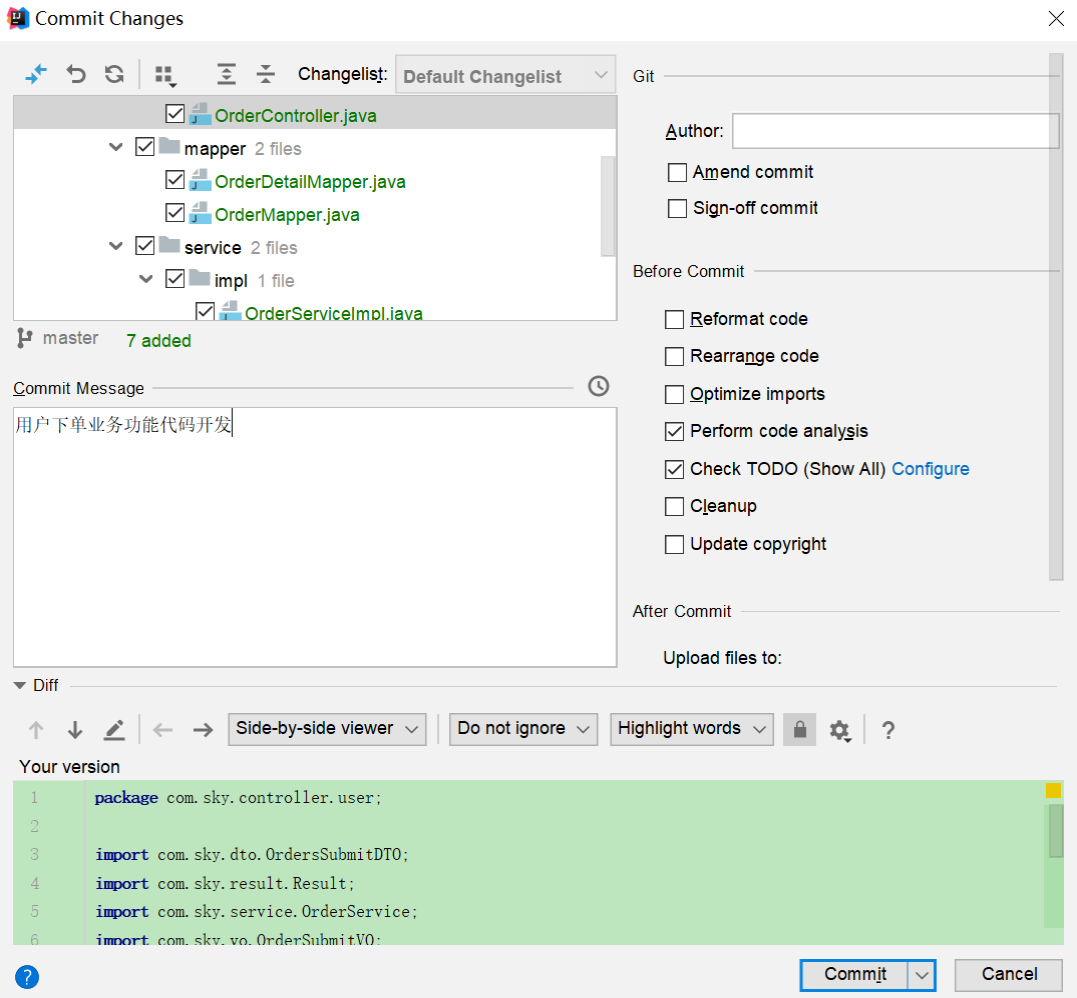 Commit Changes
Changelist: Default Changelist
OrderController.java
mapper 2 files
OrderDetailMapper.java
OrderMapper.java
service 2 files
impl 1 file
OrderServiceImpl.java
master 7 added
Commit Message
用户下单业务功能代码开发
Git
Author:
Amend commit
Sign-off commit
Before Commit
Reformat code
Rearrange code
Optimize imports
Perform code analysis
Check TODO (Show All) Configure
Cleanup
Update copyright
After Commit
Upload files to:
Diff
Side-by-side viewer Do not ignore Highlight words ?
Your version
1 package com.sky.controller.user;
2
3 import com.sky.dto.OrdersSubmitDTO;
4 import com.sky.result.Result;
5 import com.sky.service.OrderService;
6 import com.sky.vo.OrderSubmitVO;
? Commit Cancel